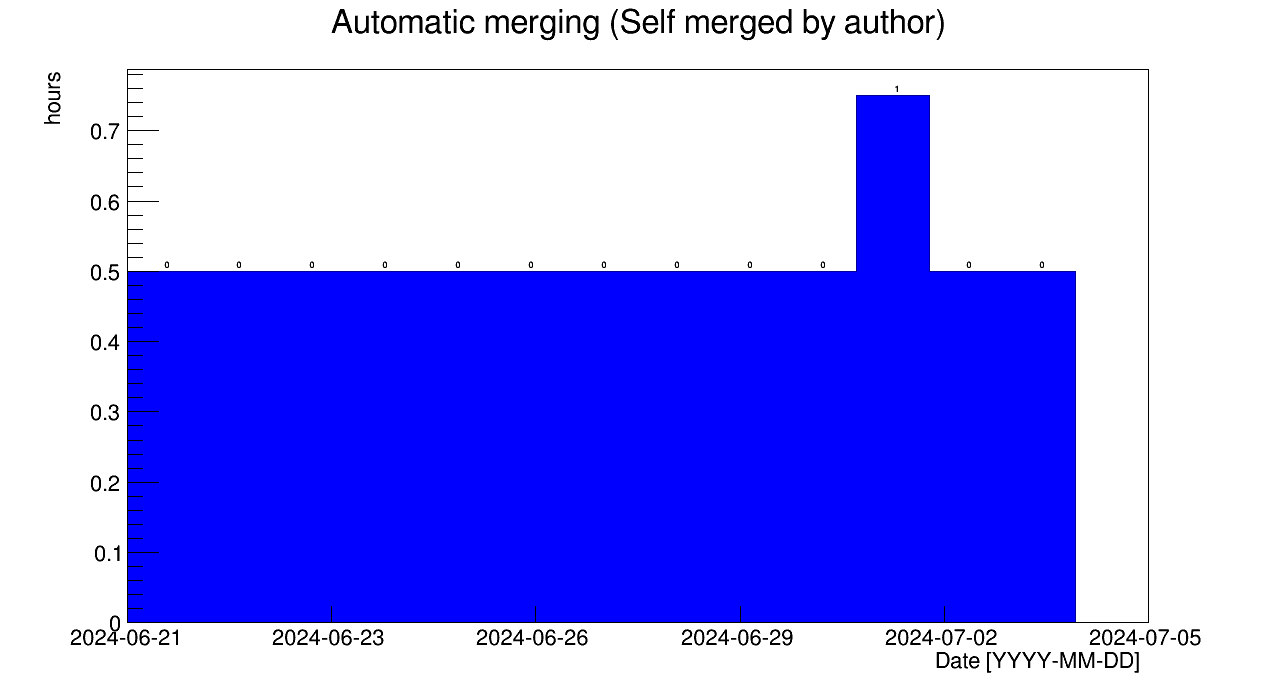 Automatic merging (Self merged by author)
hours
1
0.7
0.6
0 0 0 0 0 0 0 0 0 0 0 0
0.5
0.4
0.3
0.2
0.1
0
2024-06-21 2024-06-23 2024-06-26 2024-06-29 2024-07-02 2024-07-05
Date [YYYY-MM-DD]